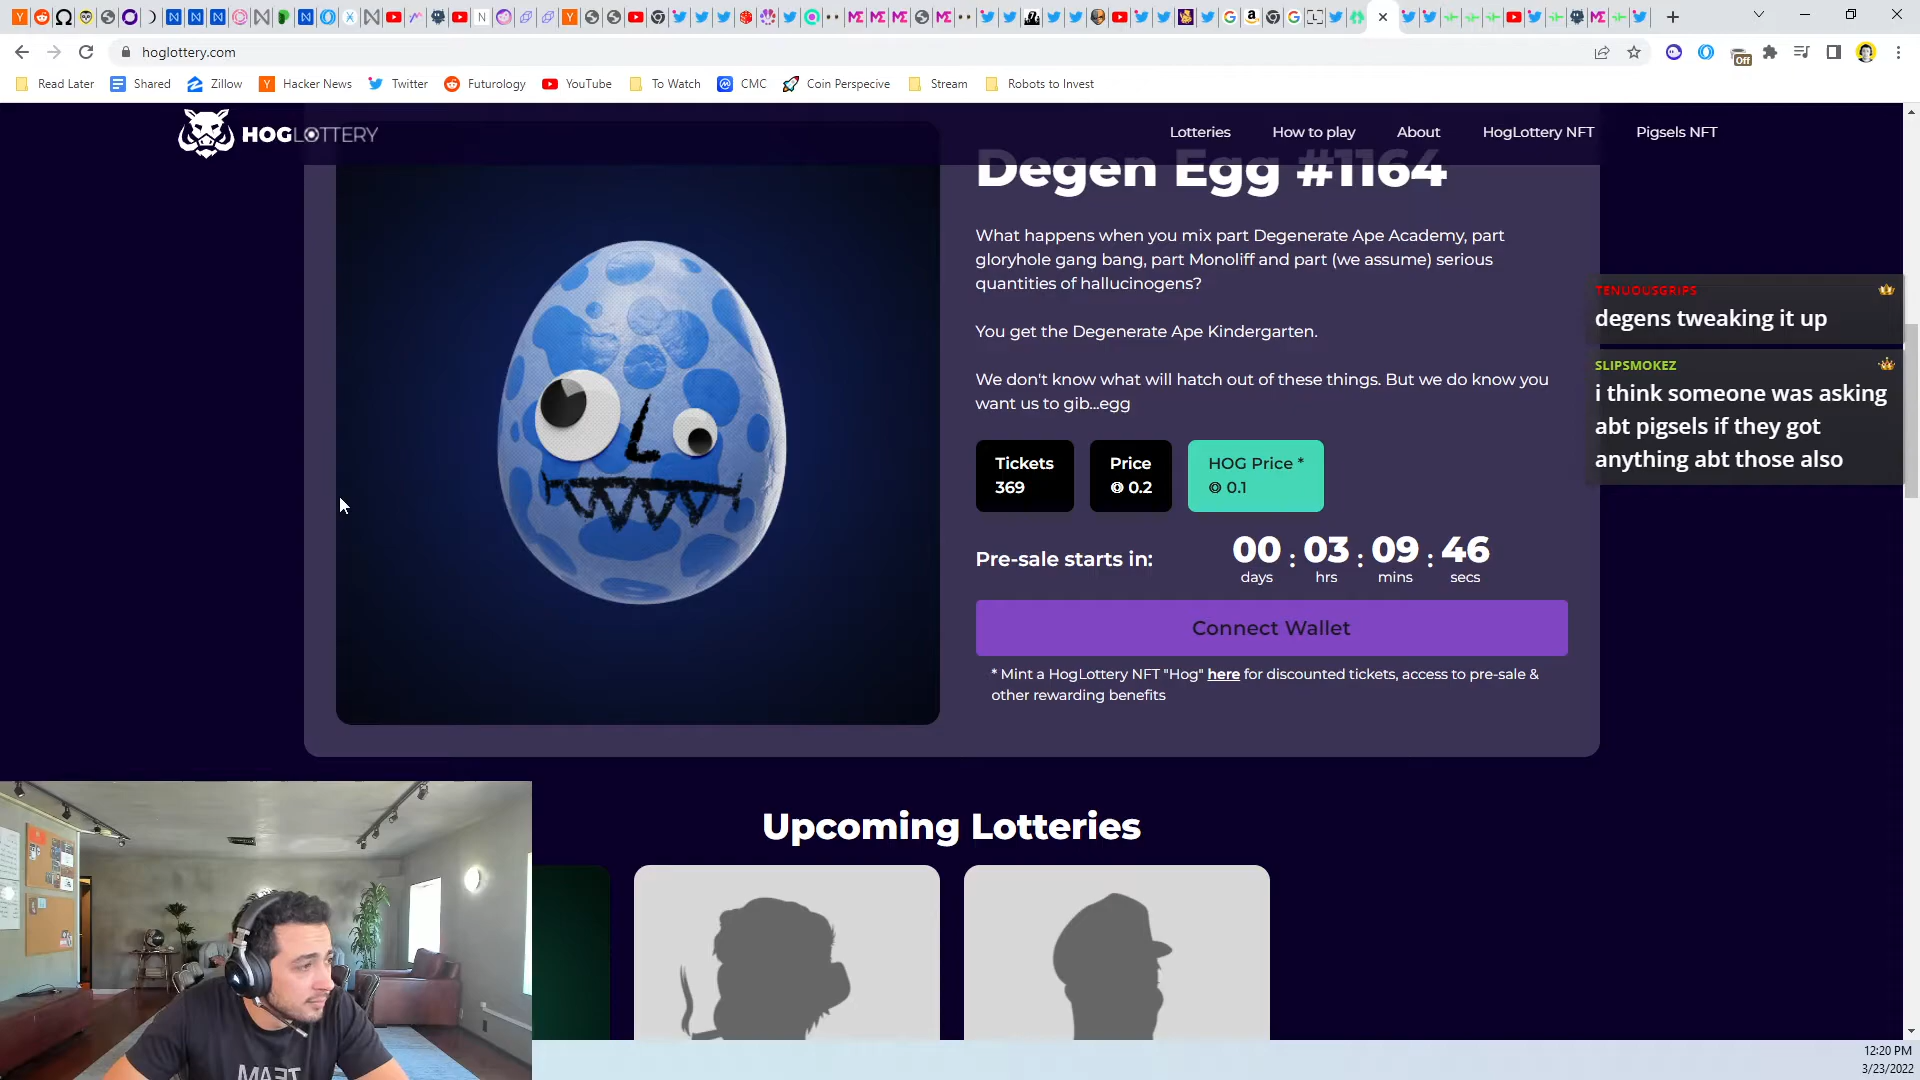 hoglottery.com
Read Later
Shared
Zillow
Hacker News
Twitter
Futurology
YouTube
To Watch
CMC
Coin Perspecive
Stream
Robots to Invest
Off
HOGLOTTERY
Lotteries
How to play
About
HogLottery NFT
Pigsels NFT
Degen Egg #1164
What happens when you mix part Degenerate Ape Academy, part
gloryhole gang bang, part Monoliff and part (we assume) serious
quantities of hallucinogens?
You get the Degenerate Ape Kindergarten.
We don't know what will hatch out of these things. But we do know you
want us to gib...egg
Tickets
369
Price
0.2
HOG Price *
0.1
Pre-sale starts in:
00 : 03 : 09 : 46
days hrs mins secs
Connect Wallet
* Mint a HogLottery NFT "Hog" here for discounted tickets, access to pre-sale &
other rewarding benefits
TENUOUSGRIPS
degens tweaking it up
SLIPSMOKEZ
i think someone was asking
abt pigsels if they got
anything abt those also
Upcoming Lotteries
12:20 PM
3/23/2022